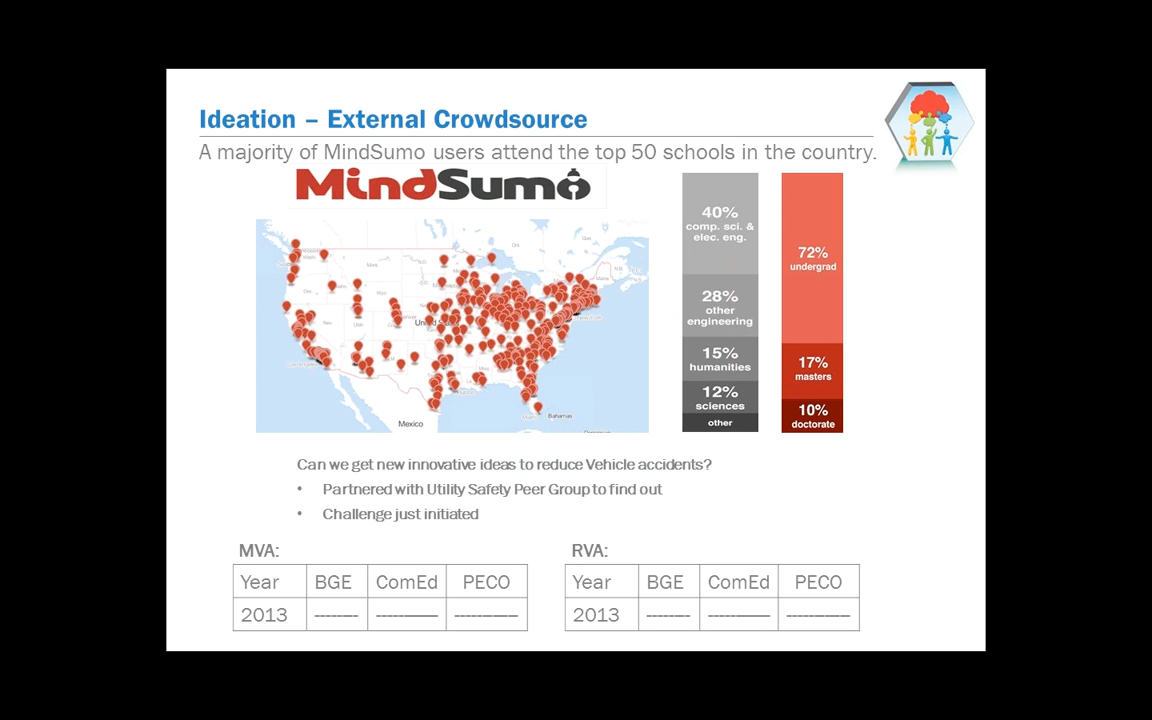 Ideation – External Crowdsource
A majority of MindSumo users attend the top 50 schools in the country.
MindSumo
United S
Mexico
Bahamas
40%
comp. sci. &
elec. eng.
28%
other
engineering
15%
humanities
12%
sciences
other
72%
undergrad
17%
masters
10%
doctorate
Can we get new innovative ideas to reduce Vehicle accidents?
• Partnered with Utility Safety Peer Group to find out
• Challenge just initiated
MVA:
Year BGE ComEd PECO
2013 -------- ----------- -----------
RVA:
Year BGE ComEd PECO
2013 -------- ----------- -----------